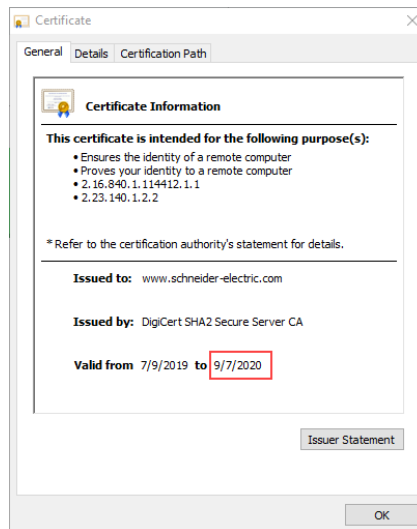 Certificate
General Details Certification Path
Certificate Information
This certificate is intended for the following purpose(s):
• Ensures the identity of a remote computer
• Proves your identity to a remote computer
• 2.16.840.1.114412.1.1
• 2.23.140.1.2.2
* Refer to the certification authority's statement for details.
Issued to: www.schneider-electric.com
Issued by: DigiCert SHA2 Secure Server CA
Valid from 7/9/2019 to 9/7/2020
Issuer Statement
OK